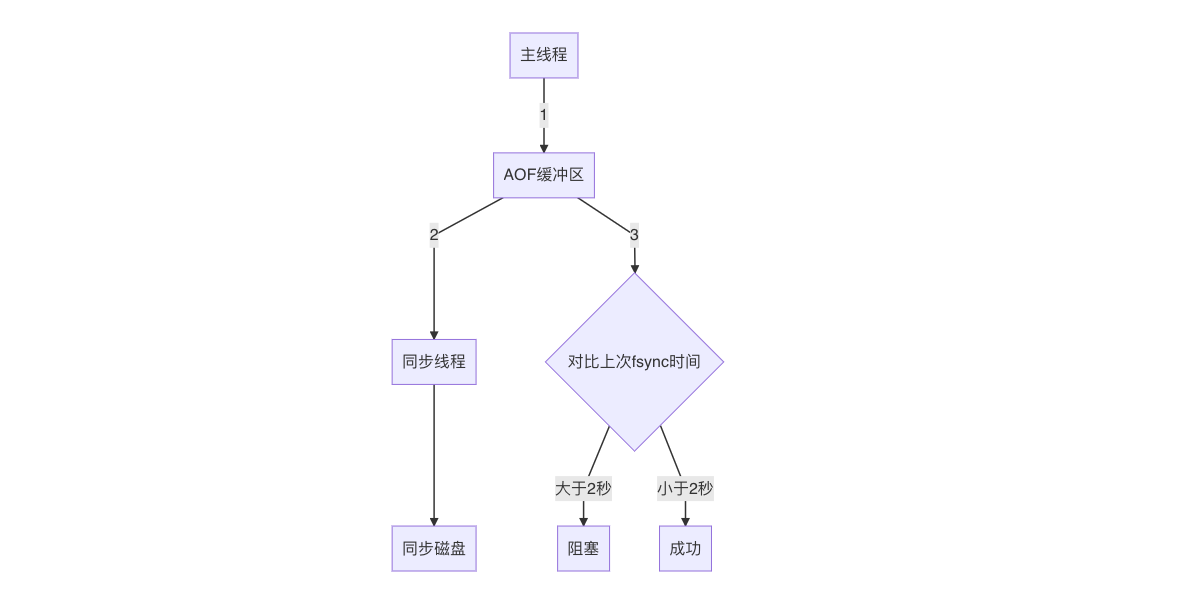 主线程
1
AOF缓冲区
2
3
同步线程
对比上次fsync时间
大于2秒
小于2秒
同步磁盘
阻塞
成功